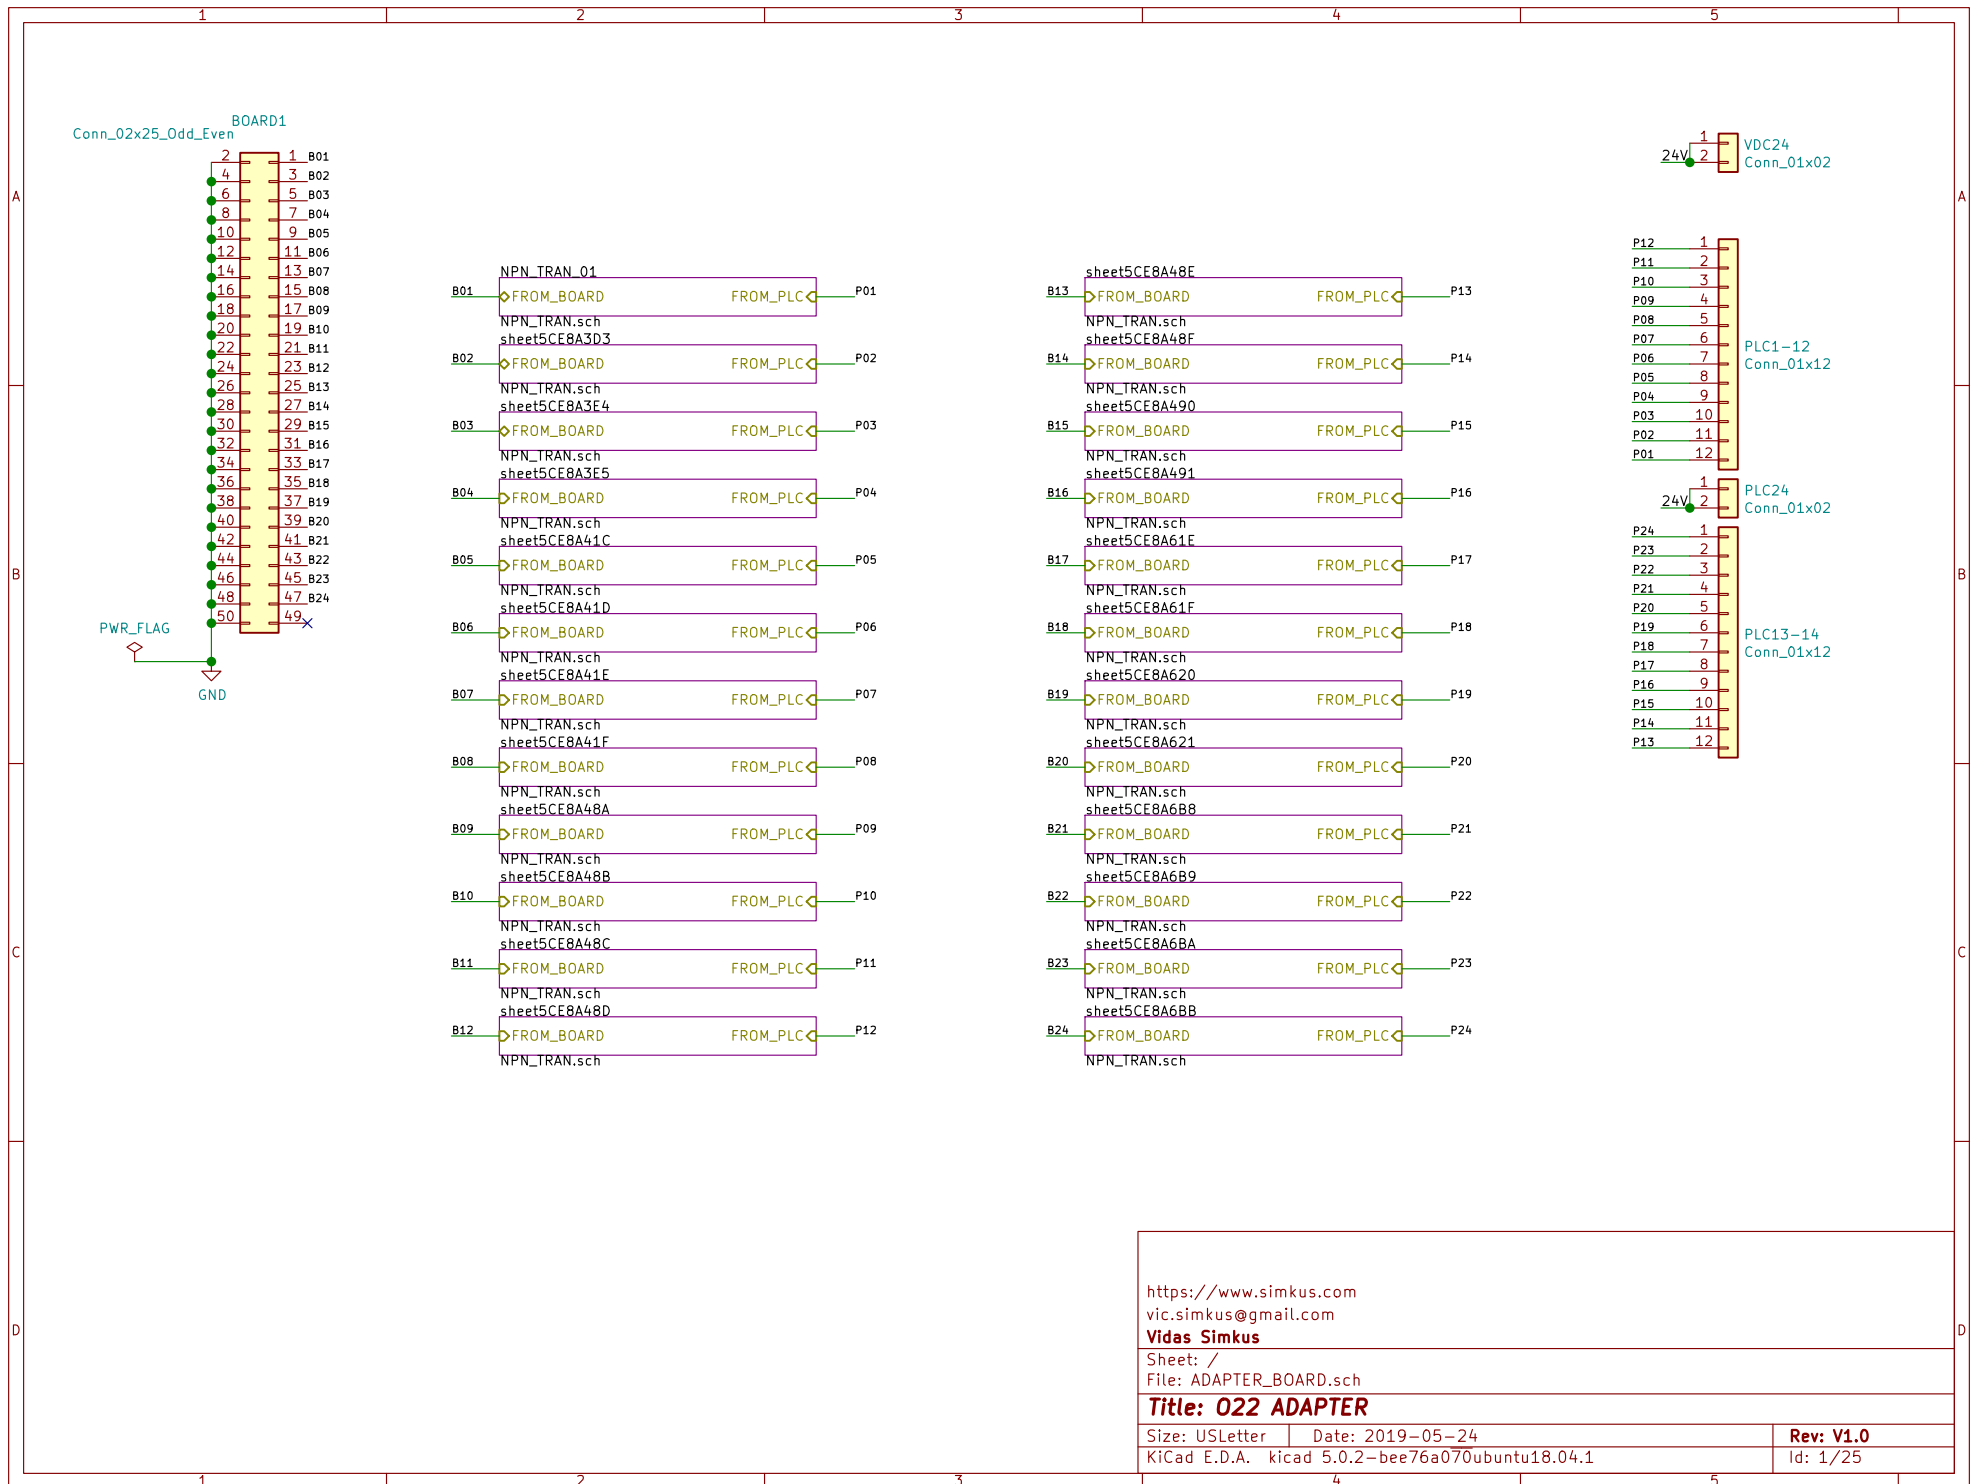 1 2 3 4 5
BOARD1
Conn_02x25_Odd_Even
2 1 B01
4 3 B02
6 5 B03
8 7 B04
10 9 B05
12 11 B06
14 13 B07
16 15 B08
18 17 B09
20 19 B10
22 21 B11
24 23 B12
26 25 B13
28 27 B14
30 29 B15
32 31 B16
34 33 B17
36 35 B18
38 37 B19
40 39 B20
42 41 B21
44 43 B22
46 45 B23
48 47 B24
50 49
PWR_FLAG
GND
NPN_TRAN_01
B01 FROM_BOARD FROM_PLC P01
NPN_TRAN.sch
sheet5CE8A3D3
B02 FROM_BOARD FROM_PLC P02
NPN_TRAN.sch
sheet5CE8A3E4
B03 FROM_BOARD FROM_PLC P03
NPN_TRAN.sch
sheet5CE8A3E5
B04 FROM_BOARD FROM_PLC P04
NPN_TRAN.sch
sheet5CE8A41C
B05 FROM_BOARD FROM_PLC P05
NPN_TRAN.sch
sheet5CE8A41D
B06 FROM_BOARD FROM_PLC P06
NPN_TRAN.sch
sheet5CE8A41E
B07 FROM_BOARD FROM_PLC P07
NPN_TRAN.sch
sheet5CE8A41F
B08 FROM_BOARD FROM_PLC P08
NPN_TRAN.sch
sheet5CE8A48A
B09 FROM_BOARD FROM_PLC P09
NPN_TRAN.sch
sheet5CE8A48B
B10 FROM_BOARD FROM_PLC P10
NPN_TRAN.sch
sheet5CE8A48C
B11 FROM_BOARD FROM_PLC P11
NPN_TRAN.sch
sheet5CE8A48D
B12 FROM_BOARD FROM_PLC P12
NPN_TRAN.sch
sheet5CE8A48E
B13 FROM_BOARD FROM_PLC P13
NPN_TRAN.sch
sheet5CE8A48F
B14 FROM_BOARD FROM_PLC P14
NPN_TRAN.sch
sheet5CE8A490
B15 FROM_BOARD FROM_PLC P15
NPN_TRAN.sch
sheet5CE8A491
B16 FROM_BOARD FROM_PLC P16
NPN_TRAN.sch
sheet5CE8A61E
B17 FROM_BOARD FROM_PLC P17
NPN_TRAN.sch
sheet5CE8A61F
B18 FROM_BOARD FROM_PLC P18
NPN_TRAN.sch
sheet5CE8A620
B19 FROM_BOARD FROM_PLC P19
NPN_TRAN.sch
sheet5CE8A621
B20 FROM_BOARD FROM_PLC P20
NPN_TRAN.sch
sheet5CE8A6B8
B21 FROM_BOARD FROM_PLC P21
NPN_TRAN.sch
sheet5CE8A6B9
B22 FROM_BOARD FROM_PLC P22
NPN_TRAN.sch
sheet5CE8A6BA
B23 FROM_BOARD FROM_PLC P23
NPN_TRAN.sch
sheet5CE8A6BB
B24 FROM_BOARD FROM_PLC P24
NPN_TRAN.sch
1 VDC24
24V 2 Conn_01x02
P12 1
P11 2
P10 3
P09 4
P08 5
P07 6 PLC1-12
P06 7 Conn_01x12
P05 8
P04 9
P03 10
P02 11
P01 12
1 PLC24
24V 2 Conn_01x02
P24 1
P23 2
P22 3
P21 4
P20 5
P19 6 PLC13-14
P18 7 Conn_01x12
P17 8
P16 9
P15 10
P14 11
P13 12
A A
B B
C C
D D
https://www.simkus.com
vic.simkus@gmail.com
Vidas Simkus
Sheet: /
File: ADAPTER_BOARD.sch
Title: O22 ADAPTER
Size: USLetter Date: 2019-05-24 Rev: V1.0
KiCad E.D.A. kicad 5.0.2-bee76a070ubuntu18.04.1 Id: 1/25
1 2 3 4 5